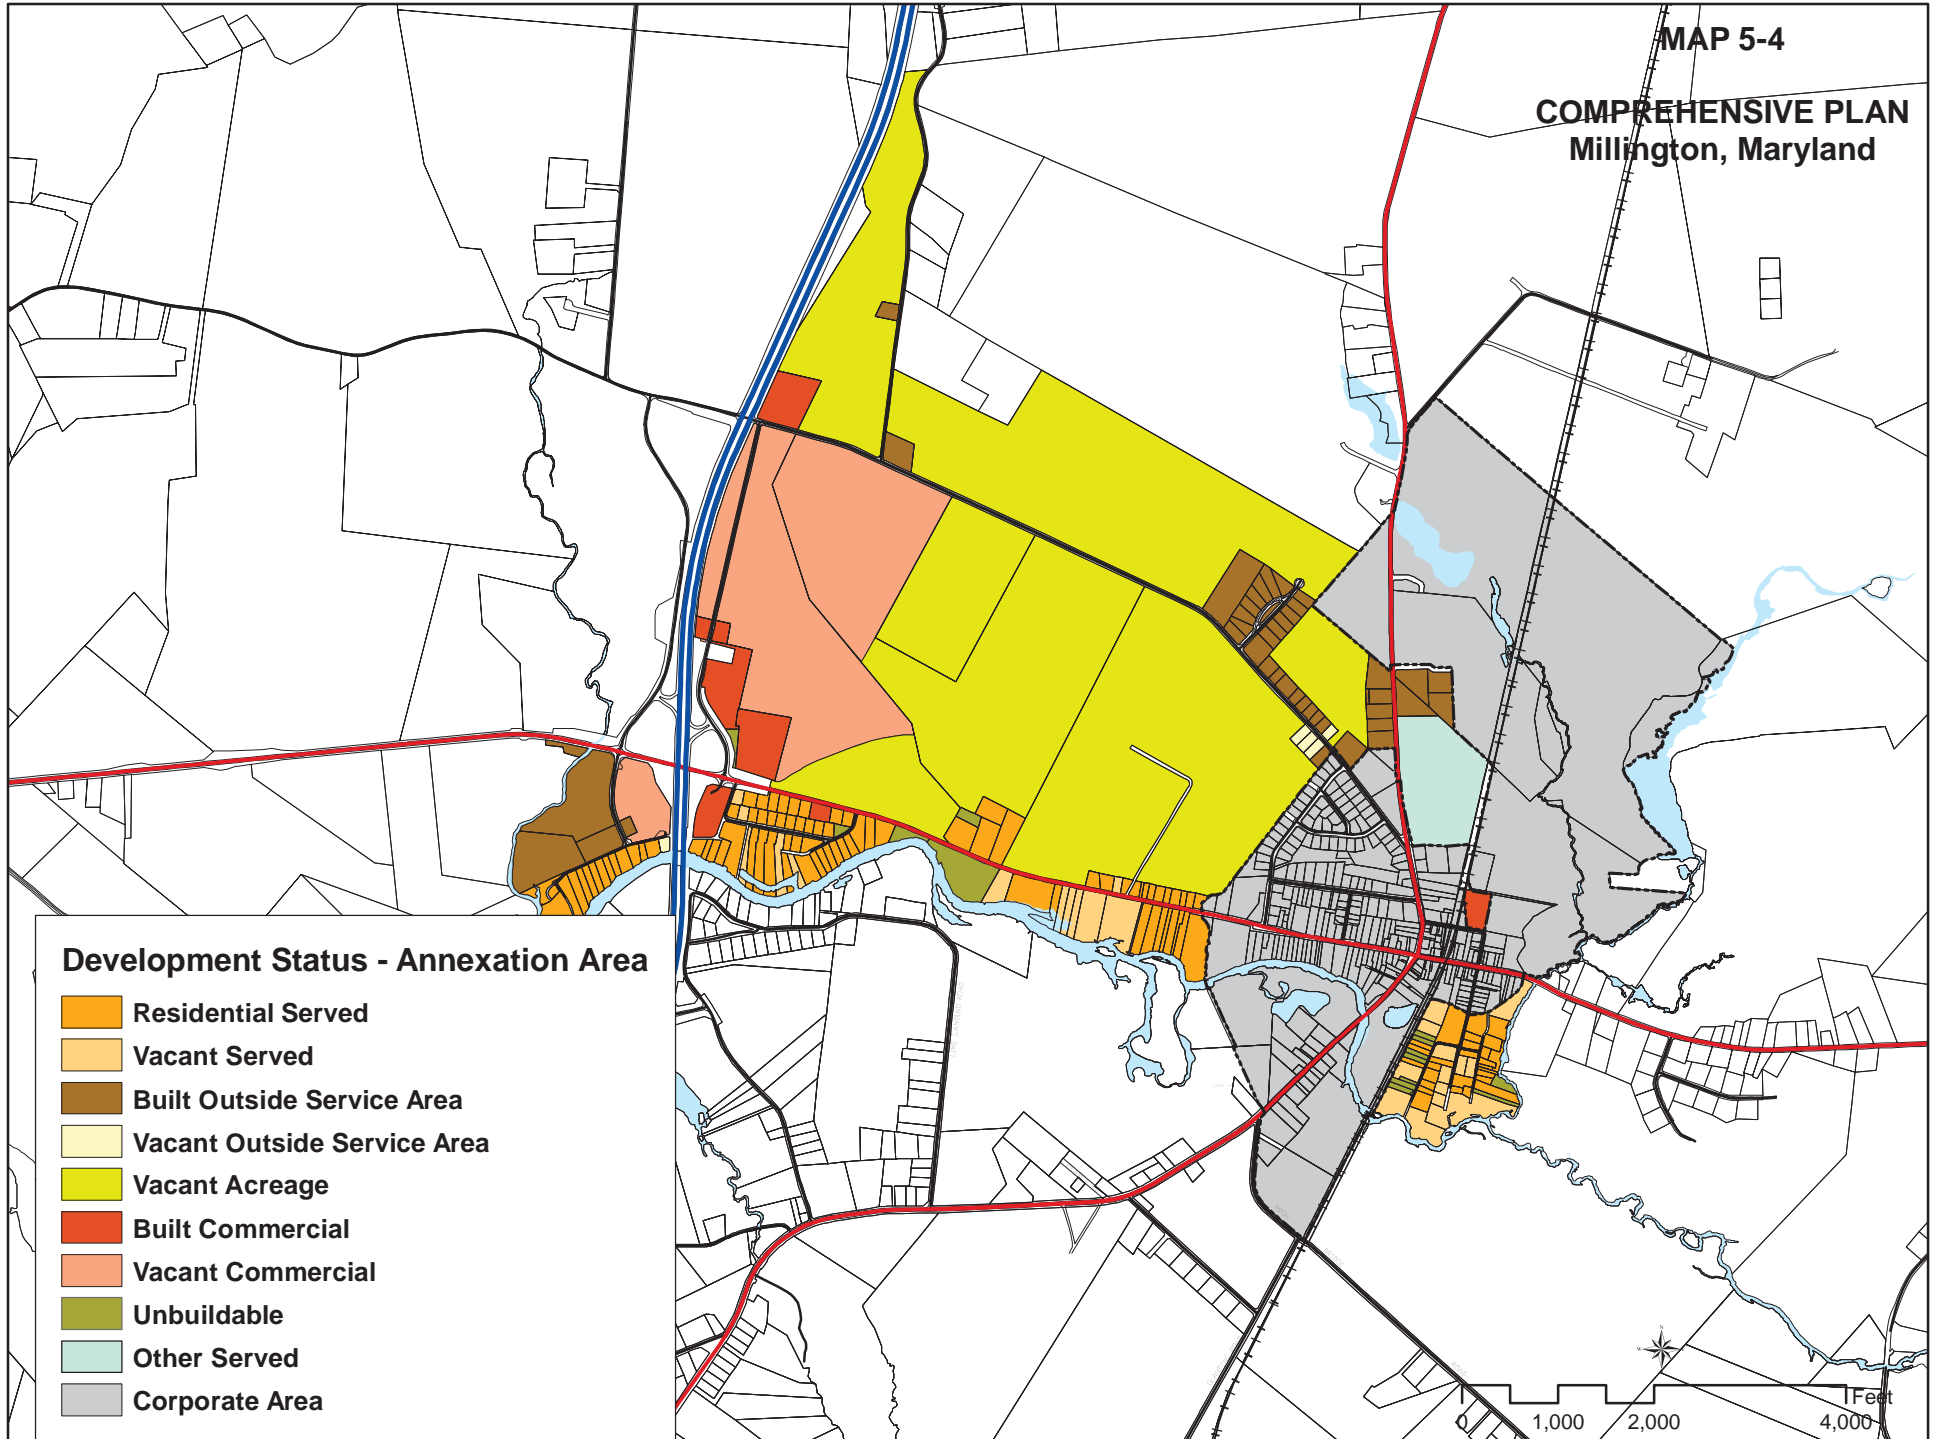 MAP 5-4
COMPREHENSIVE PLAN
Millington, Maryland
Development Status - Annexation Area
Residential Served
Vacant Served
Built Outside Service Area
Vacant Outside Service Area
Vacant Acreage
Built Commercial
Vacant Commercial
Unbuildable
Other Served
Corporate Area
N
W
Feet
0
1,000
2,000
4,000